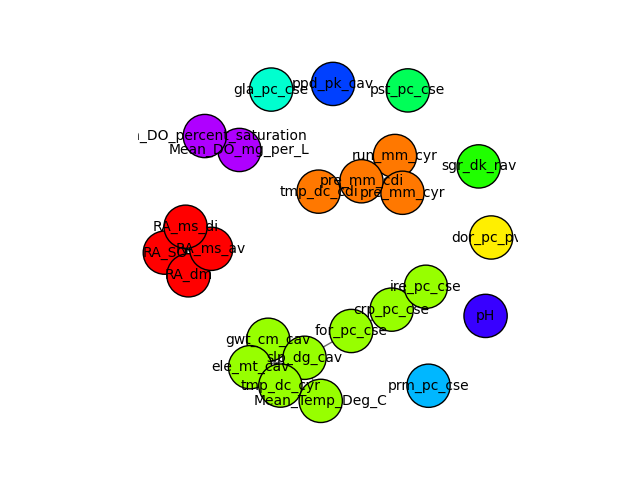 gla_pc_cse
ppd_pk_cav
pst_pc_cse
_DO_percent_saturation
Mean_DO_mg_per_L
run_mm_cyr
sgr_dk_rav
pre_mm_cdi
tmp_dc_cdi
pre_mm_cyr
RA_ms_di
RA_ms_av
dor_pc_pv
RA_dm
ire_pc_cse
crp_pc_cse
pH
for_pc_cse
gwt_cm_cav
slp_dg_cav
ele_mt_cav
tmp_dc_cyr
prm_pc_cse
Mean_Temp_Deg_C